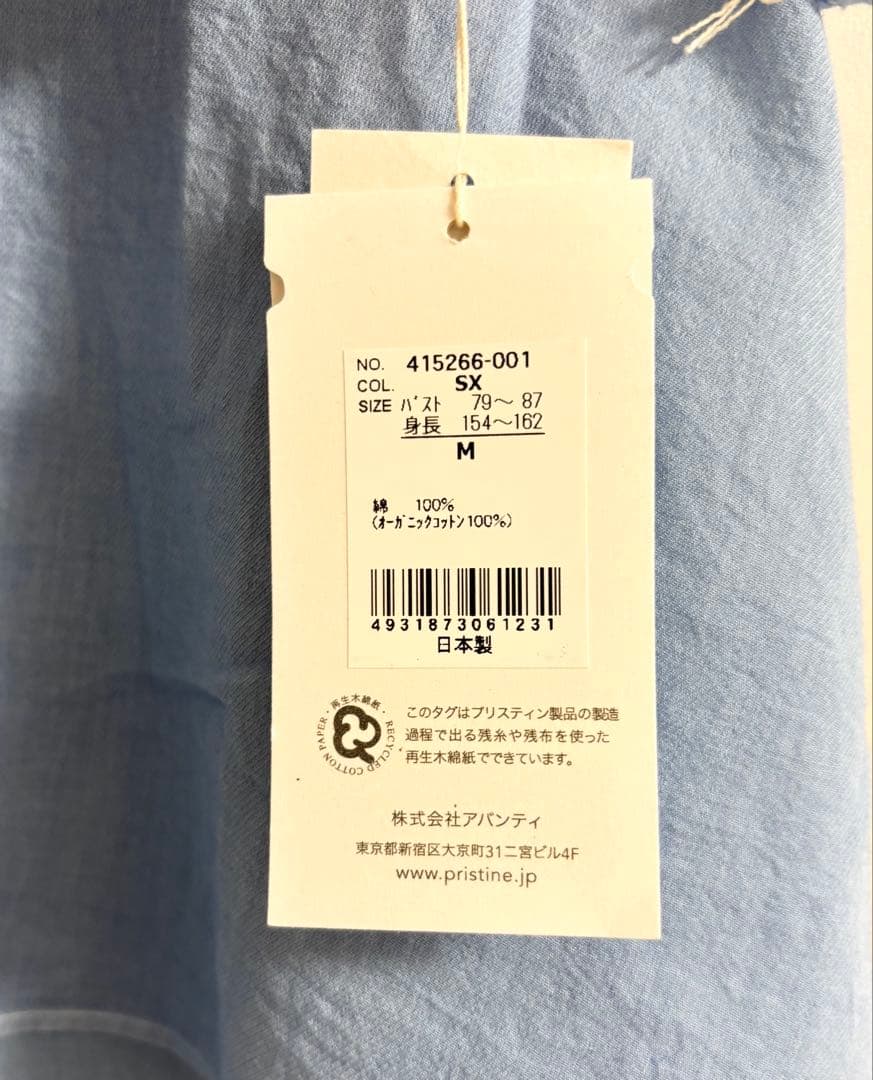 NO. 415266-001
COL. SX
SIZE バスト 79～ 87
身長 154～162
M
綿 100%
(オーガニックコットン100%)
4931873061231
日本製
再生木綿紙・RECYCLED COTTON PAPER・
このタグはプリスティン製品の製造
過程で出る残糸や残布を使った
再生木綿紙でできています。
株式会社アバンティ
東京都新宿区大京町31二宮ビル4F
www.pristine.jp